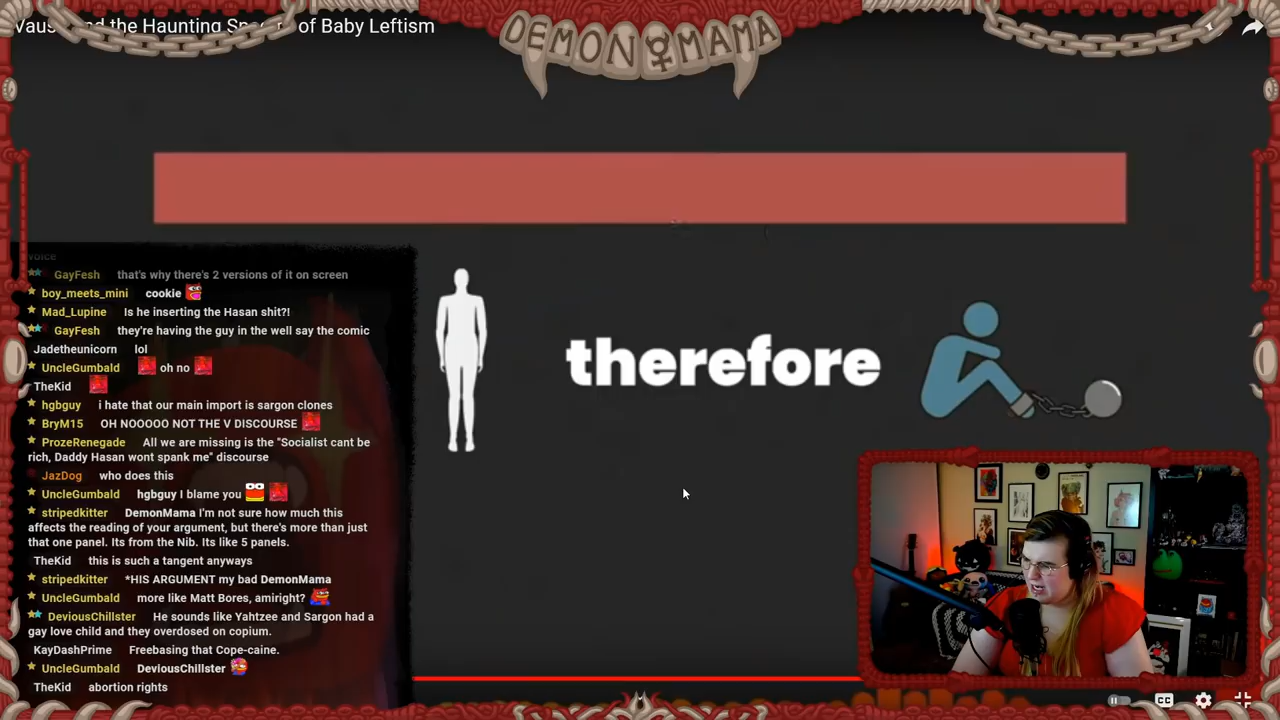 Vaus and the Haunting Spe of Baby Leftism
DEMON MAMA
voice
GayFesh that's why there's 2 versions of it on screen
boy_meets_mini cookie
Mad_Lupine Is he inserting the Hasan shit?!
GayFesh they're having the guy in the well say the comic
Jadetheunicorn lol
UncleGumbald oh no
TheKid
hgbguy i hate that our main import is sargon clones
BryM15 OH NOOOOO NOT THE V DISCOURSE
ProzeRenegade All we are missing is the "Socialist cant be
rich, Daddy Hasan wont spank me" discourse
JazDog who does this
UncleGumbald hgbguy I blame you
stripedkitter DemonMama I'm not sure how much this
affects the reading of your argument, but there's more than just
that one panel. Its from the Nib. Its like 5 panels.
TheKid this is such a tangent anyways
stripedkitter *HIS ARGUMENT my bad DemonMama
UncleGumbald more like Matt Bores, amiright?
DeviousChillster He sounds like Yahtzee and Sargon had a
gay love child and they overdosed on copium.
KayDashPrime Freebasing that Cope-caine.
UncleGumbald DeviousChillster
TheKid abortion rights
therefore
CC